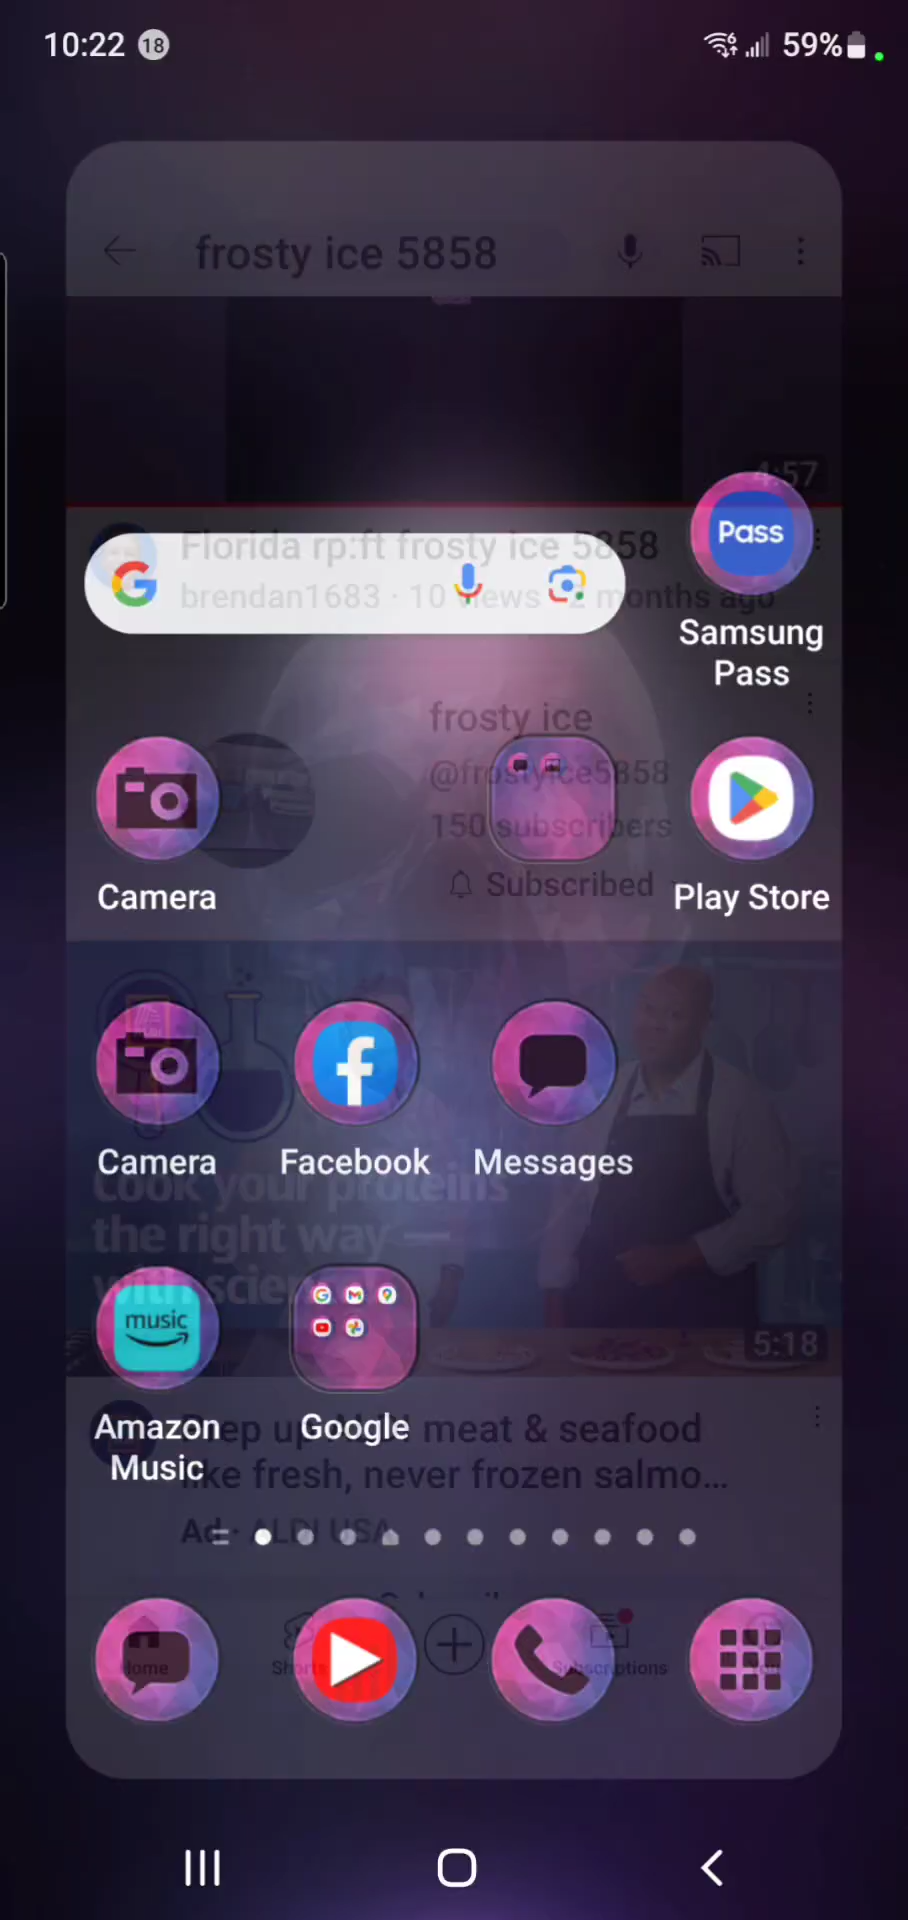 10:22 18 59%
frosty ice 5858
4:57
Florida rp:ft frosty ice 5858
brendan1683 · 10 views · 2 months ago
Pass
Samsung
Pass
frosty ice
@frostyice5858
150 subscribers
Subscribed
Camera
Play Store
Camera
Facebook
Messages
Cook your proteins
the right way —
with science
5:18
music
Amazon
Music
Google
meat & seafood
like fresh, never frozen salmo...
Ad · ALDI USA
Home
Shorts
Subscriptions